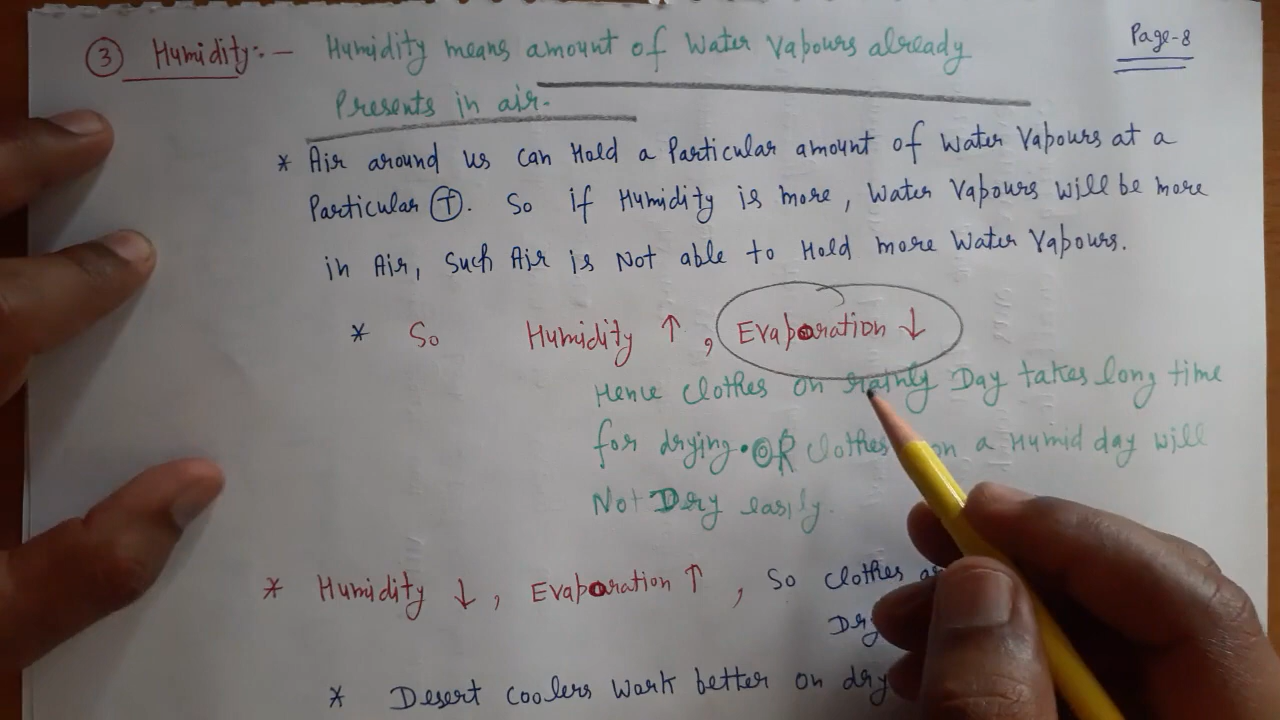 Page-8
③ Humidity:- Humidity means amount of Water Vapours already
Presents in air.
* Air around us can Hold a Particular amount of Water Vapours at a
Particular T. So if Humidity is more, Water Vapours will be more
in Air, Such Air is Not able to Hold more Water Vapours.
* So Humidity ↑, Evaporation ↓
Hence Clothes on rainly Day takes long time
for drying. OR Clothes on a Humid day will
Not Dry easily.
* Humidity ↓, Evaporation ↑, So clothes
Dry
* Desert coolers work better on dry